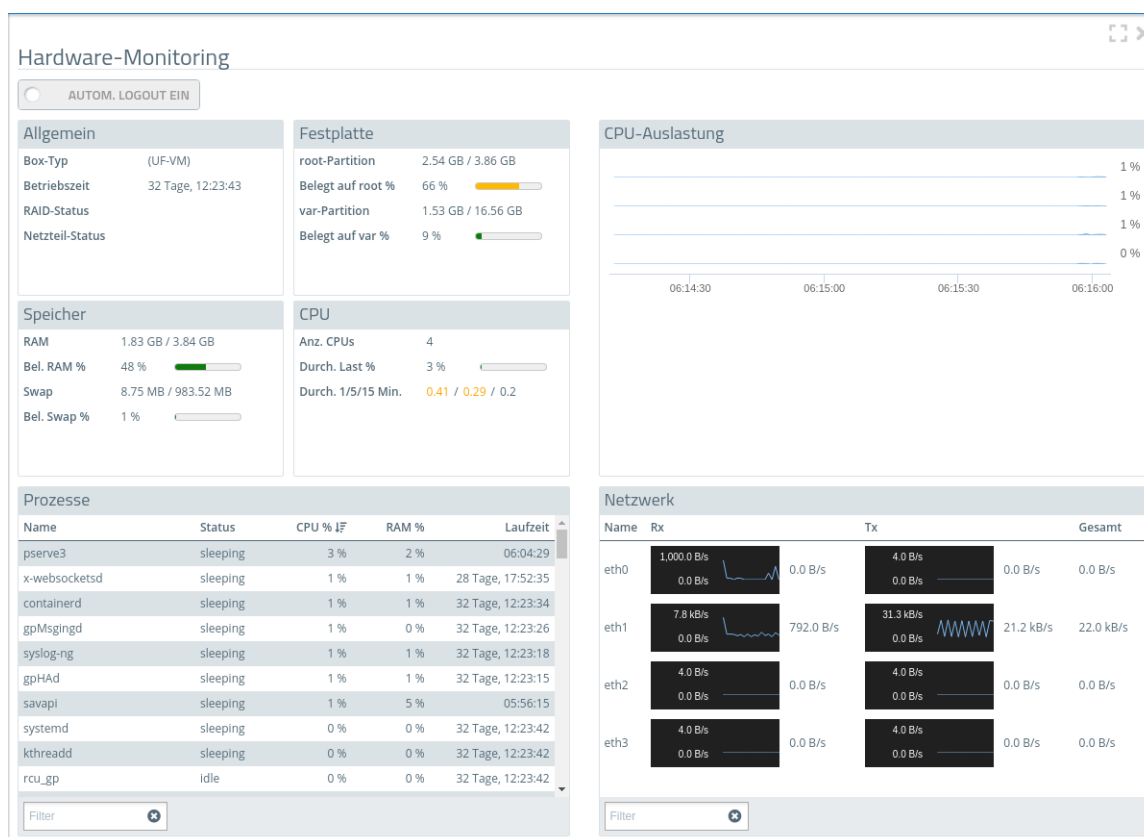 Hardware-Monitoring
AUTOM. LOGOUT EIN
Allgemein
Box-Typ (UF-VM)
Betriebszeit 32 Tage, 12:23:43
RAID-Status
Netzteil-Status
Festplatte
root-Partition 2.54 GB / 3.86 GB
Belegt auf root % 66 %
var-Partition 1.53 GB / 16.56 GB
Belegt auf var % 9 %
CPU-Auslastung
1 %
1 %
1 %
0 %
06:14:30 06:15:00 06:15:30 06:16:00
Speicher
RAM 1.83 GB / 3.84 GB
Bel. RAM % 48 %
Swap 8.75 MB / 983.52 MB
Bel. Swap % 1 %
CPU
Anz. CPUs 4
Durch. Last % 3 %
Durch. 1/5/15 Min. 0.41 / 0.29 / 0.2
Prozesse
Name Status CPU % RAM % Laufzeit
pserve3 sleeping 3 % 2 % 06:04:29
x-websocketsd sleeping 1 % 1 % 28 Tage, 17:52:35
containerd sleeping 1 % 1 % 32 Tage, 12:23:34
gpMsgingd sleeping 1 % 0 % 32 Tage, 12:23:26
syslog-ng sleeping 1 % 1 % 32 Tage, 12:23:18
gpHAd sleeping 1 % 1 % 32 Tage, 12:23:15
savapi sleeping 1 % 5 % 05:56:15
systemd sleeping 0 % 0 % 32 Tage, 12:23:42
kthreadd sleeping 0 % 0 % 32 Tage, 12:23:42
rcu_gp idle 0 % 0 % 32 Tage, 12:23:42
Filter
Netzwerk
Name Rx Tx Gesamt
1,000.0 B/s 4.0 B/s
eth0 0.0 B/s 0.0 B/s 0.0 B/s
0.0 B/s 0.0 B/s
7.8 kB/s 31.3 kB/s
eth1 792.0 B/s 21.2 kB/s 22.0 kB/s
0.0 B/s 0.0 B/s
4.0 B/s 4.0 B/s
eth2 0.0 B/s 0.0 B/s 0.0 B/s
0.0 B/s 0.0 B/s
4.0 B/s 4.0 B/s
eth3 0.0 B/s 0.0 B/s 0.0 B/s
0.0 B/s 0.0 B/s
Filter